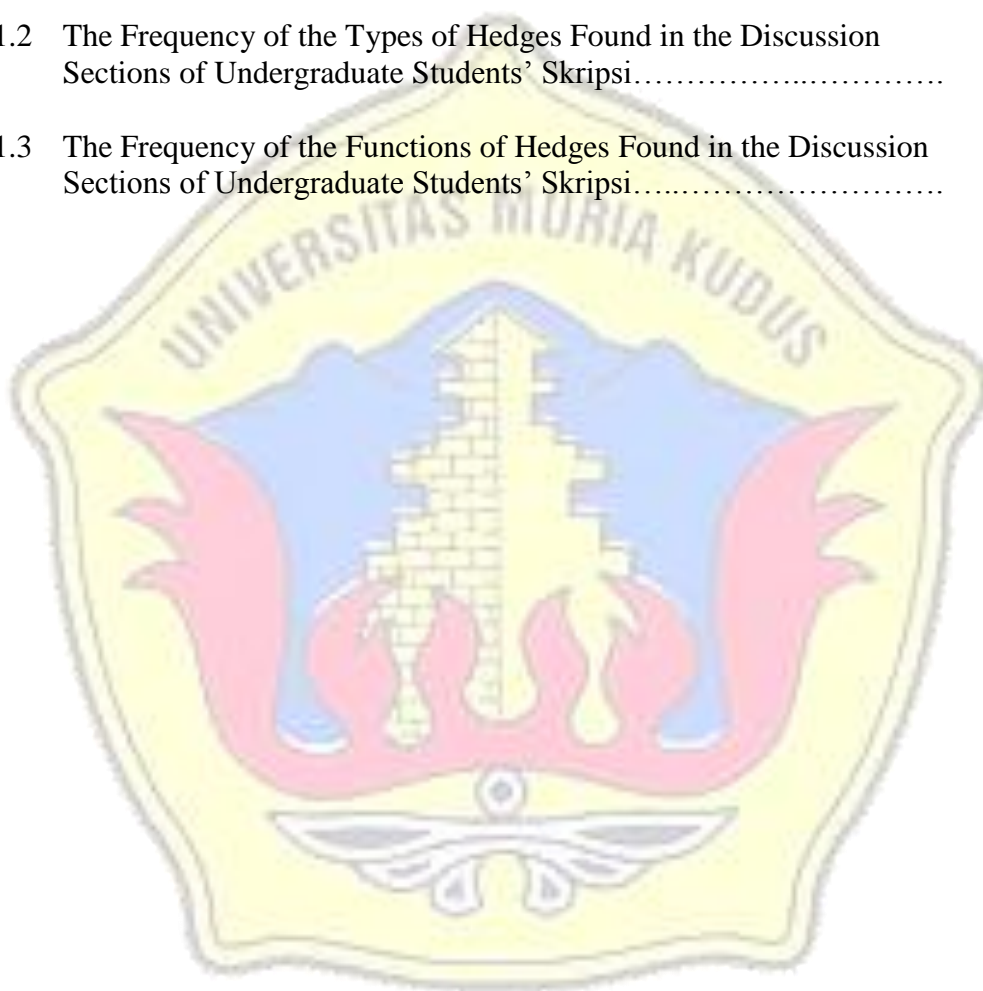 1.2 The Frequency of the Types of Hedges Found in the Discussion
Sections of Undergraduate Students’ Skripsi……………..………….
1.3 The Frequency of the Functions of Hedges Found in the Discussion
Sections of Undergraduate Students’ Skripsi…..…………………….
UNIVERSITAS MURIA KUDUS